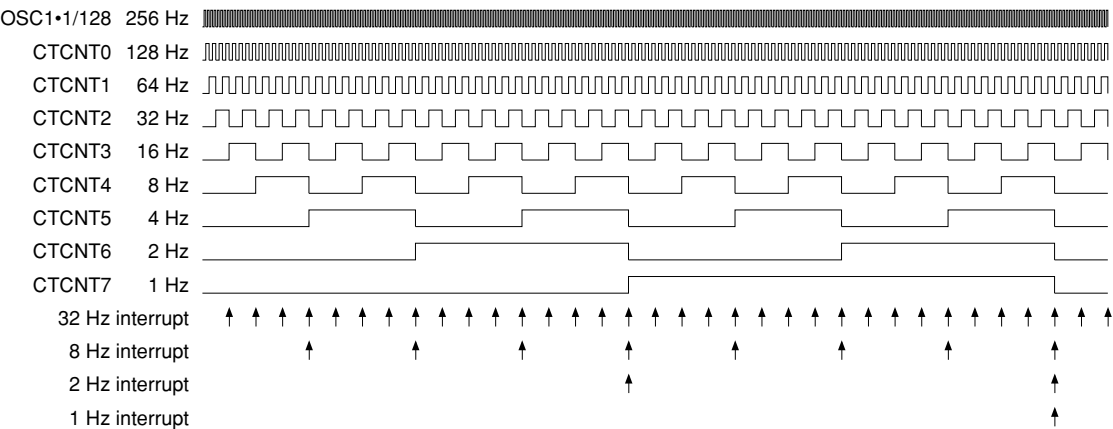 OSC1•1/128 256 Hz
CTCNT0 128 Hz
CTCNT1 64 Hz
CTCNT2 32 Hz
CTCNT3 16 Hz
CTCNT4 8 Hz
CTCNT5 4 Hz
CTCNT6 2 Hz
CTCNT7 1 Hz
32 Hz interrupt
8 Hz interrupt
2 Hz interrupt
1 Hz interrupt